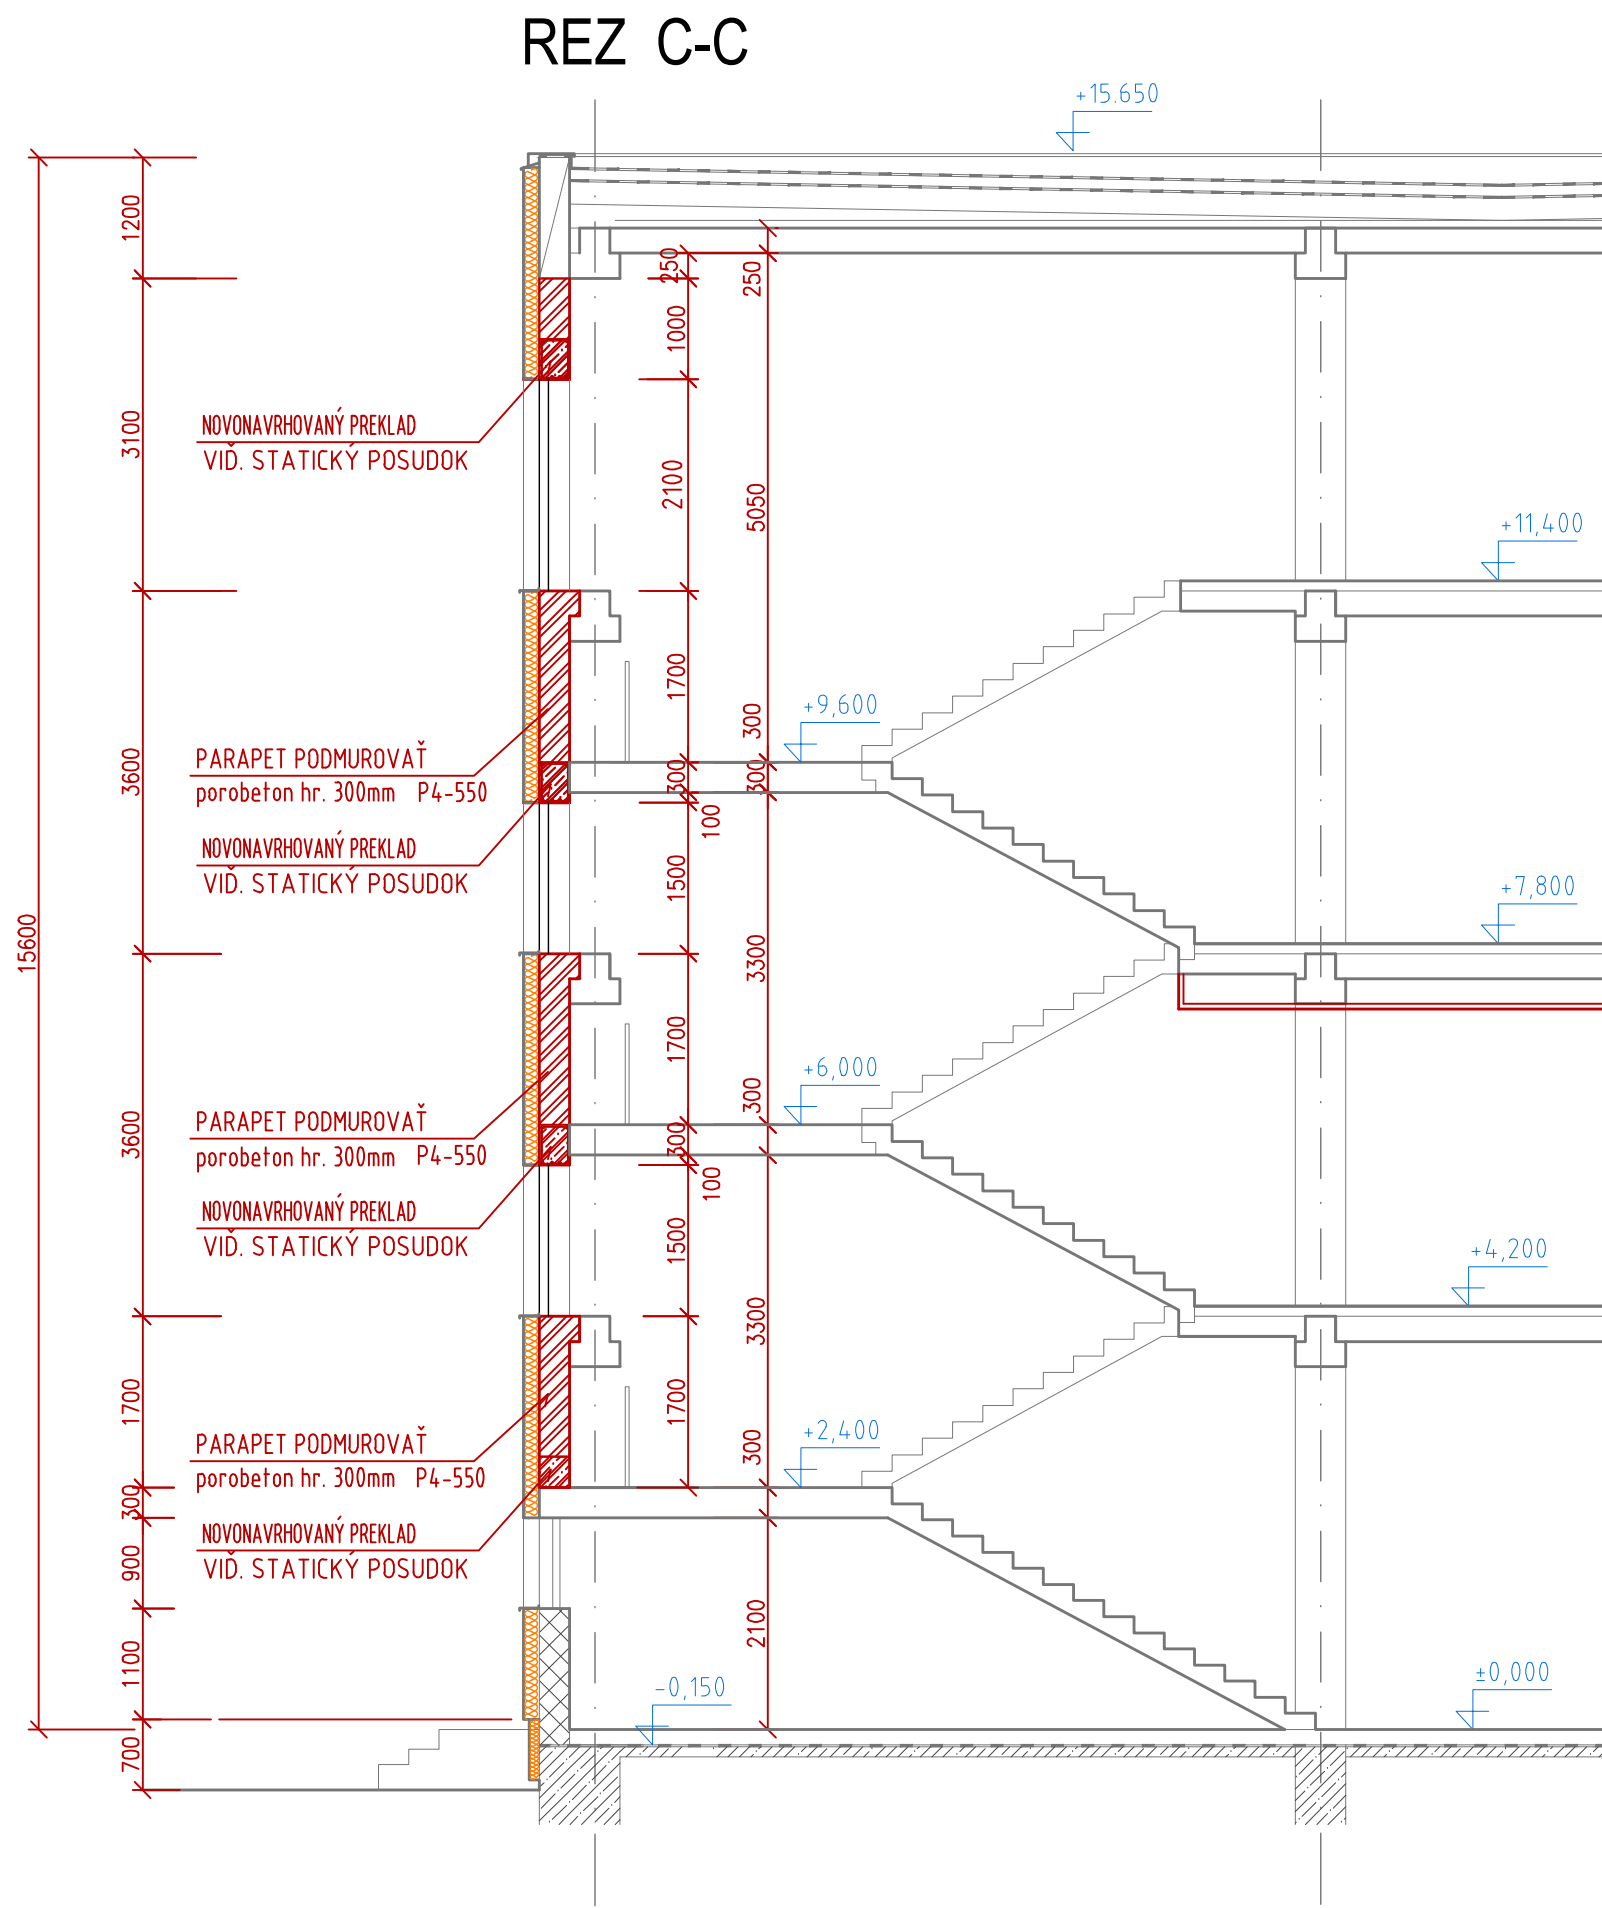 REZ C-C
+15.650
1200
250
250
1000
3100
NOVONAVRHOVANÝ PREKLAD
VIĎ. STATICKÝ POSUDOK
2100
5050
+11,400
1700
300
+9,600
3600
PARAPET PODMUROVAŤ
porobeton hr. 300mm P4-550
300
300
100
NOVONAVRHOVANÝ PREKLAD
VIĎ. STATICKÝ POSUDOK
1500
+7,800
15600
3300
1700
300
+6,000
3600
PARAPET PODMUROVAŤ
porobeton hr. 300mm P4-550
300
100
NOVONAVRHOVANÝ PREKLAD
VIĎ. STATICKÝ POSUDOK
1500
+4,200
3300
1700
1700
300
+2,400
PARAPET PODMUROVAŤ
porobeton hr. 300mm P4-550
300
NOVONAVRHOVANÝ PREKLAD
VIĎ. STATICKÝ POSUDOK
900
2100
1100
-0,150
±0,000
700